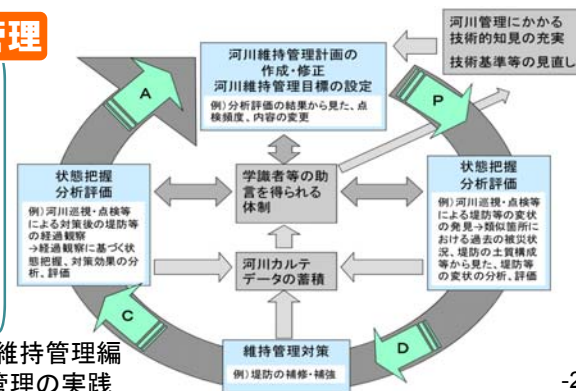 管理
河川管理にかかる
技術的知見の充実
技術基準等の見直し
河川維持管理計画の
作成・修正
河川維持管理目標の設定
例）分析評価の結果から見た、点
検頻度、内容の変更
A
P
状態把握
分析評価
例）河川巡視・点検等
による対策後の堤防等
の経過観察
→経過観察に基づく状
態把握、対策効果の分
析、評価
学識者等の助
言を得られる
体制
状態把握
分析評価
例）河川巡視・点検等
による堤防等の変状
の発見→類似箇所に
おける過去の被災状
況、堤防の土質構成
等から見た、堤防等
の変状の分析、評価
河川カルテ
データの蓄積
C
D
維持管理対策
例）堤防の補修・補強
維持管理編
管理の実践
-2